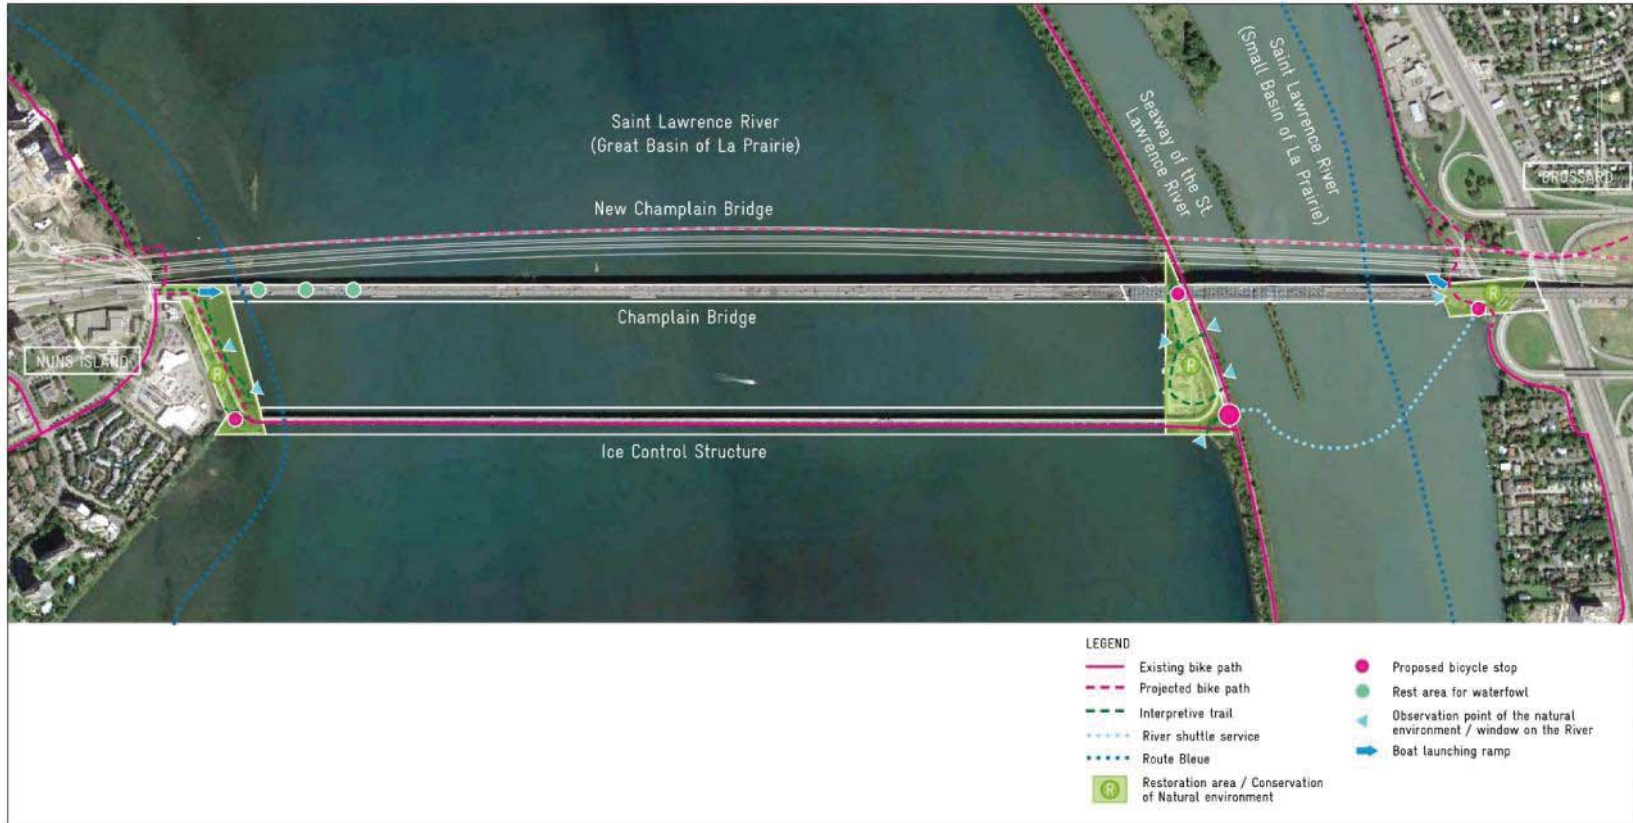 Saint Lawrence River
(Great Basin of La Prairie)
Seaway of the St.
Lawrence River
Saint Lawrence River
(Small Basin of La Prairie)
BROSSARD
New Champlain Bridge
Champlain Bridge
NUNS ISLAND
R
R
R
Ice Control Structure
LEGEND
Existing bike path
Projected bike path
Interpretive trail
River shuttle service
Route Bleue
R
Restoration area / Conservation
of Natural environment
Proposed bicycle stop
Rest area for waterfowl
Observation point of the natural
environment / window on the River
Boat launching ramp